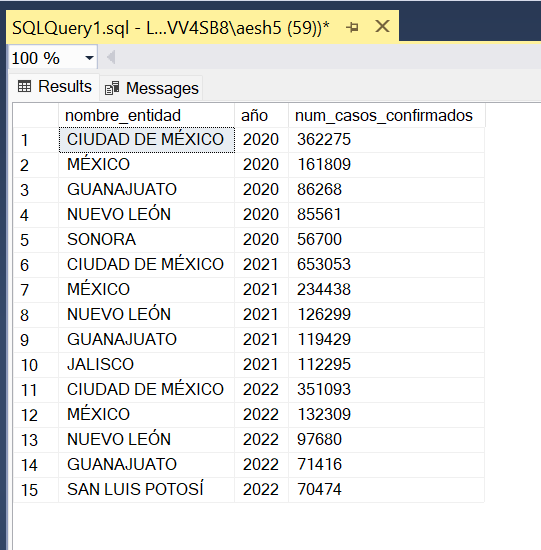 SQLQuery1.sql - L...VV4SB8\aesh5 (59))*
100 %
Results Messages
nombre_entidad año num_casos_confirmados
1 CIUDAD DE MÉXICO 2020 362275
2 MÉXICO 2020 161809
3 GUANAJUATO 2020 86268
4 NUEVO LEÓN 2020 85561
5 SONORA 2020 56700
6 CIUDAD DE MÉXICO 2021 653053
7 MÉXICO 2021 234438
8 NUEVO LEÓN 2021 126299
9 GUANAJUATO 2021 119429
10 JALISCO 2021 112295
11 CIUDAD DE MÉXICO 2022 351093
12 MÉXICO 2022 132309
13 NUEVO LEÓN 2022 97680
14 GUANAJUATO 2022 71416
15 SAN LUIS POTOSÍ 2022 70474